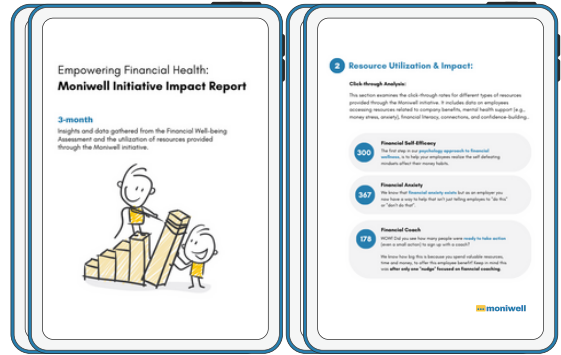 Empowering Financial Health:
Moniwell Initiative Impact Report
3-month
Insights and data gathered from the Financial Well-being
Assessment and the utilization of resources provided
through the Moniwell initiative.
2 Resource Utilization & Impact:
Click-through Analysis:
This section examines the click-through rates for different types of resources
provided through the Moniwell initiative. It includes data on employees
accessing resources related to company benefits, mental health support (e.g.,
money stress, anxiety), financial literacy, connections, and confidence-building.
300
Financial Self-Efficacy
The first step in our psychology approach to financial
wellness, is to help your employees realize the self defeating
mindsets effect their money habits.
367
Financial Anxiety
We know that financial anxiety exists but as an employer you
now have a way to help that isn't just telling employees to "do this"
or "don't do that".
178
Financial Coach
WOW! Did you see how many people were ready to take action
(even a small action) to sign up with a coach?
We know how big this is because you spend valuable resources,
time and money, to offer this employee benefit! Keep in mind this
was after only one "nudge" focused on financial coaching.
moniwell